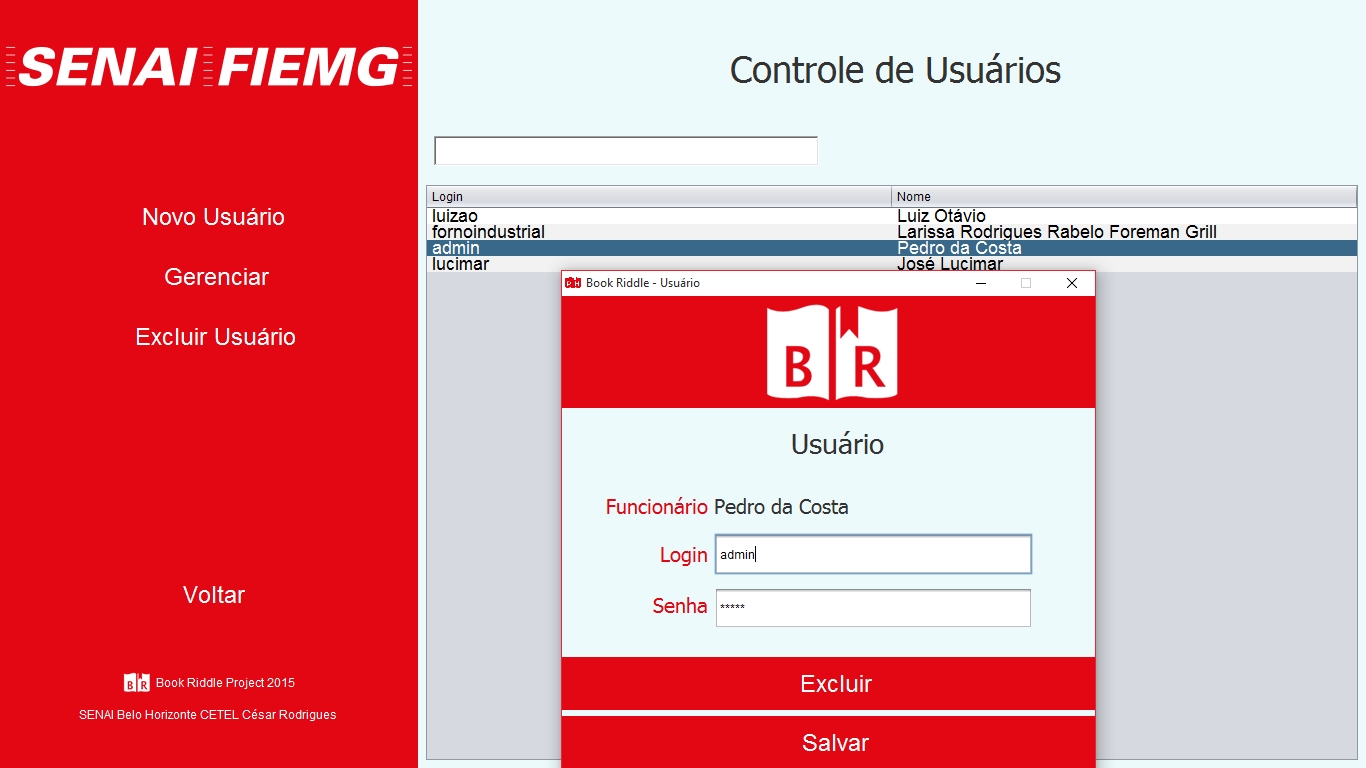 SENAI FIEMG
Controle de Usuários
Novo Usuário
Gerenciar
Excluir Usuário
Voltar
B R Book Riddle Project 2015
SENAI Belo Horizonte CETEL César Rodrigues
Login Nome
luizao Luiz Otávio
fornoindustrial Larissa Rodrigues Rabelo Foreman Grill
admin Pedro da Costa
lucimar José Lucimar
Book Riddle - Usuário
B R
Usuário
Funcionário Pedro da Costa
Login admin
Senha *****
Excluir
Salvar